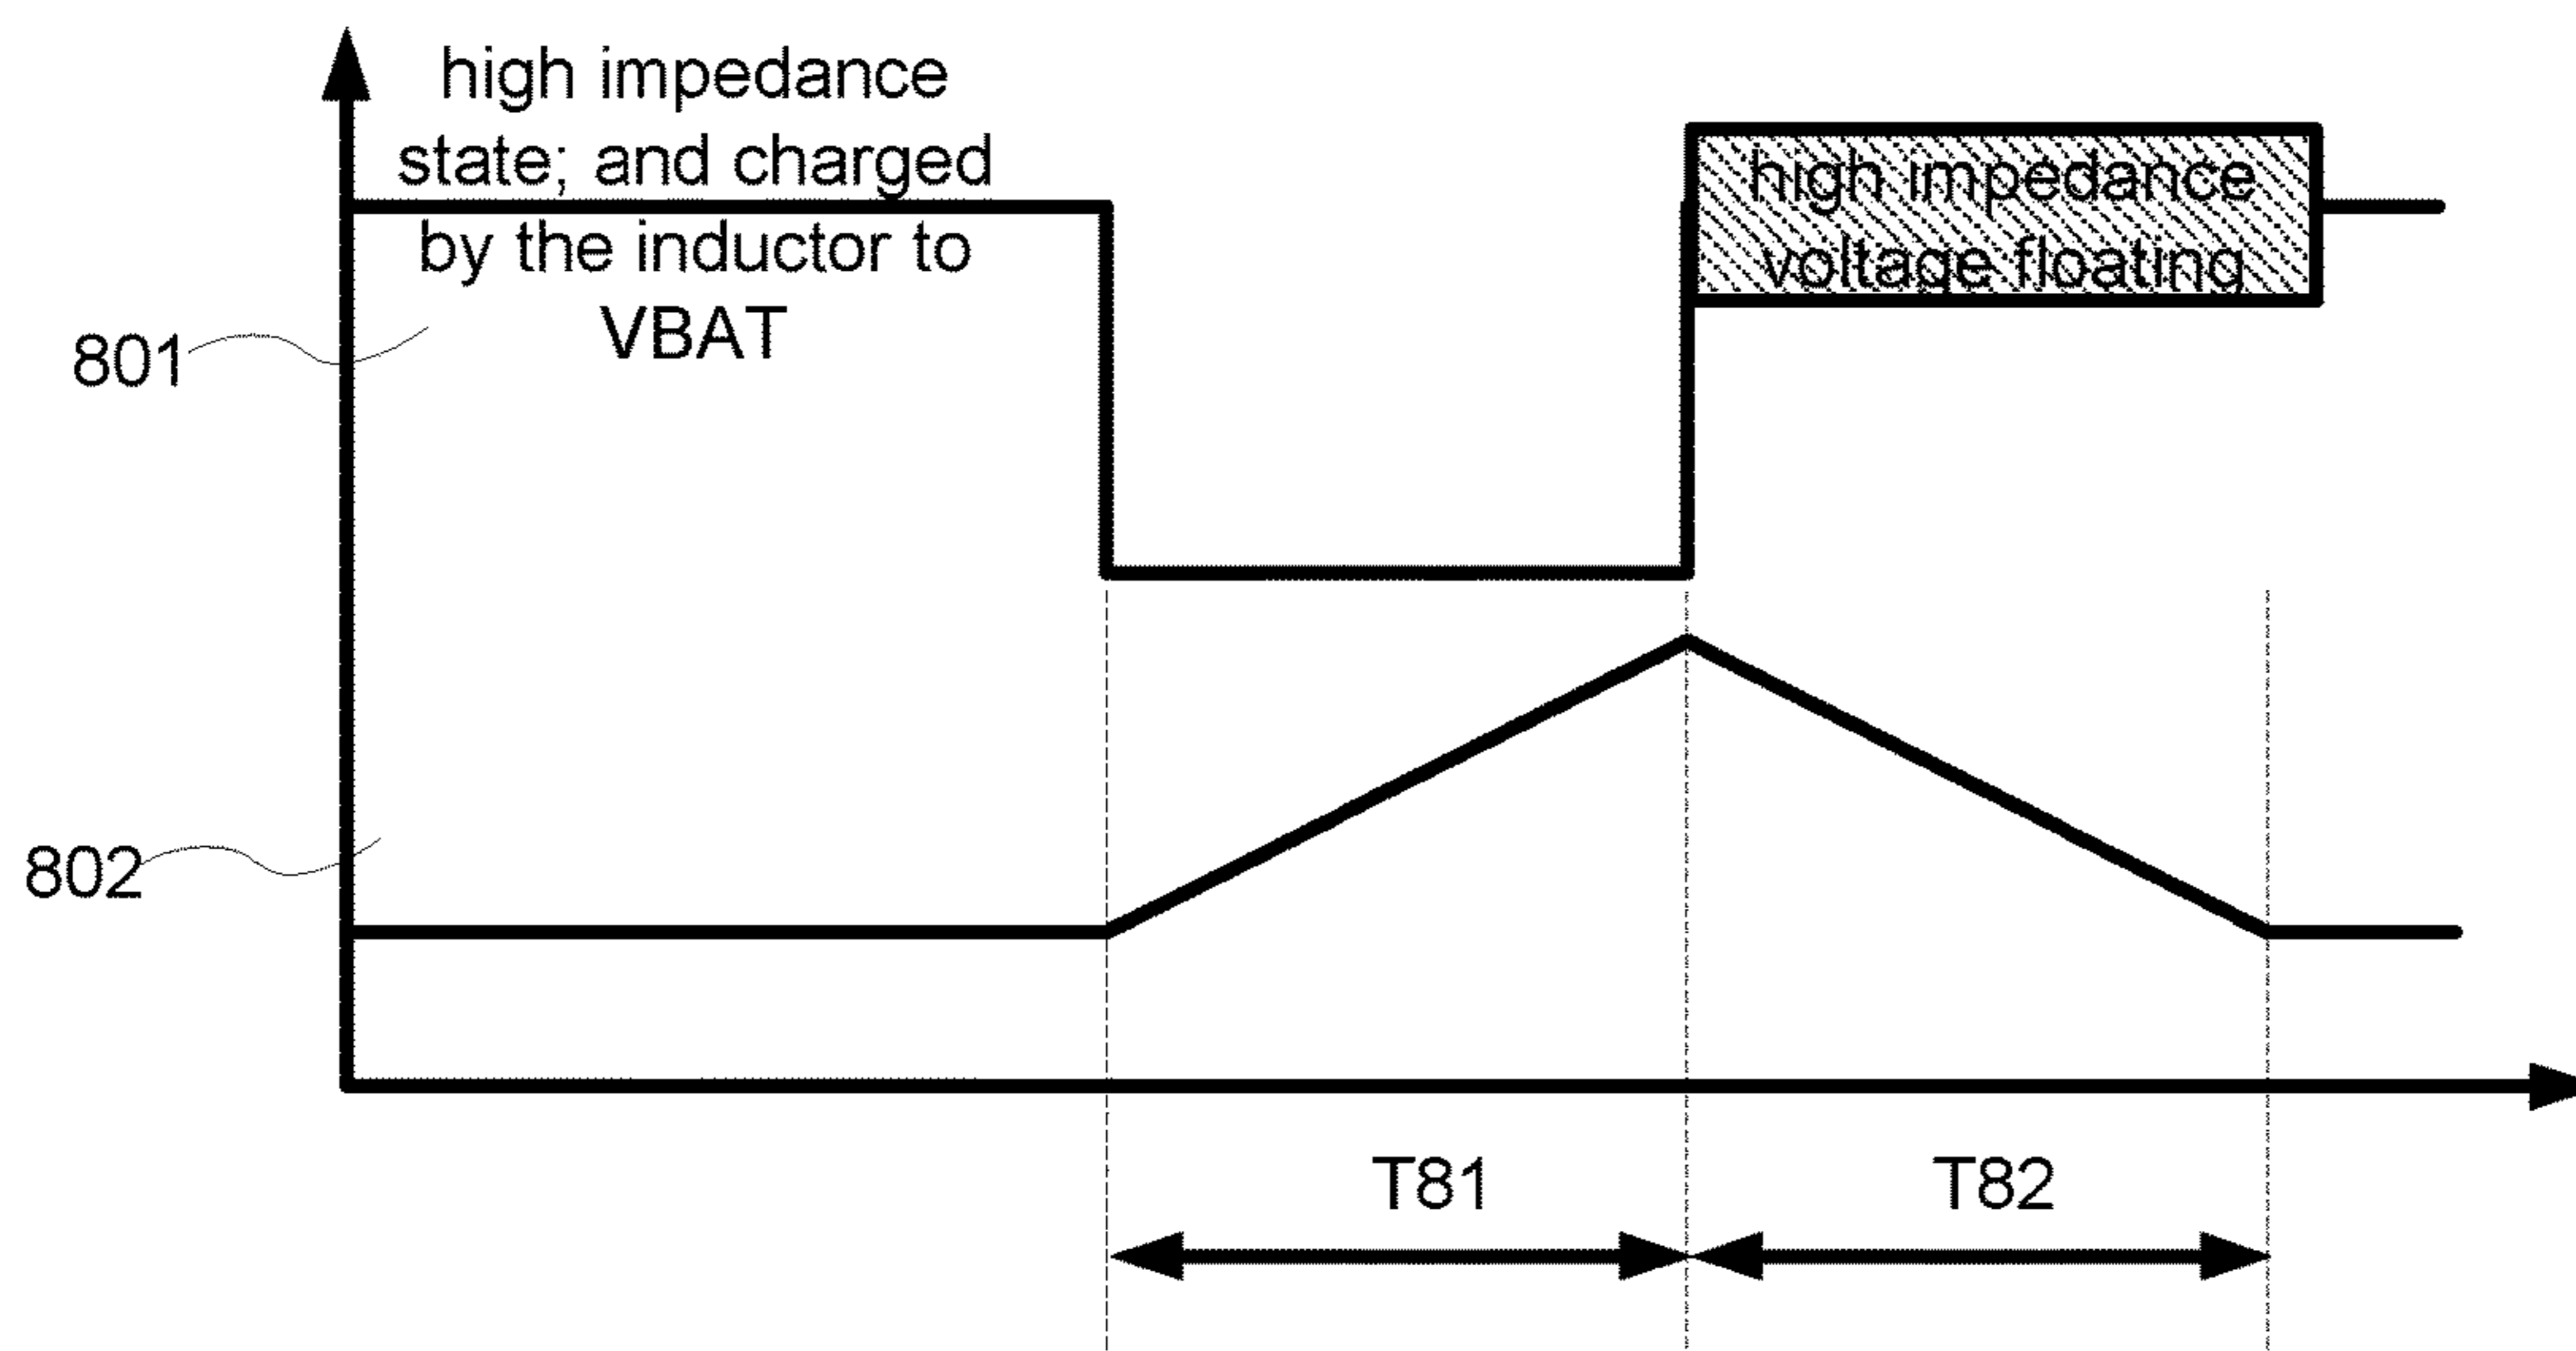 high impedance
state; and charged
by the inductor to
VBAT
high impedance
voltage floating
801
802
T81
T82